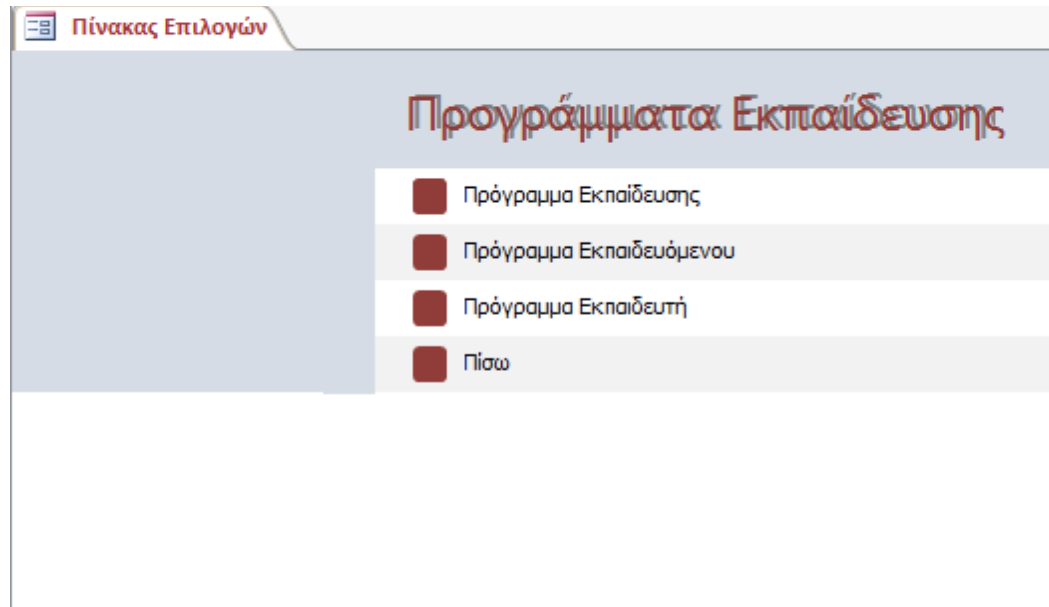 Πίνακας Επιλογών
Προγράμματα Εκπαίδευσης
Πρόγραμμα Εκπαίδευσης
Πρόγραμμα Εκπαιδευόμενου
Πρόγραμμα Εκπαιδευτή
Πίσω